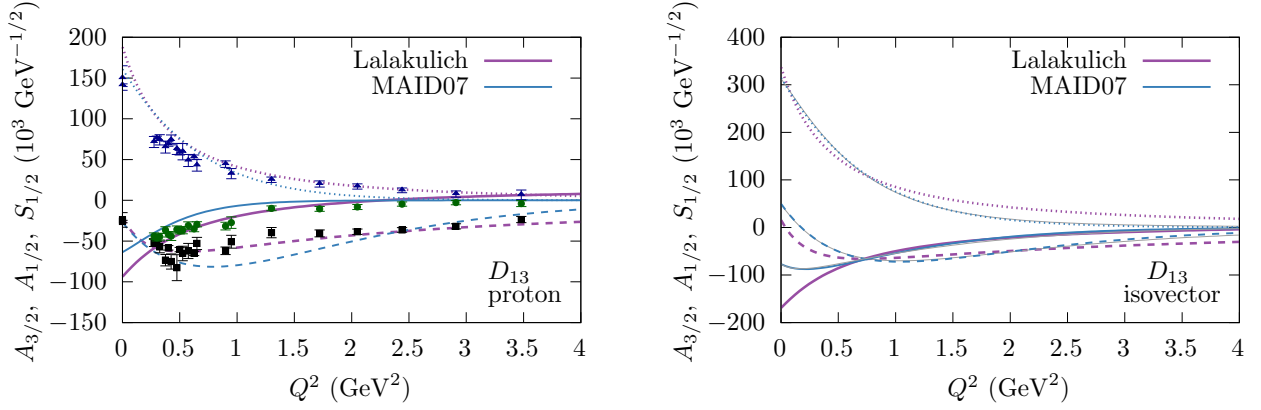 A₃/₂, A₁/₂, S₁/₂ (10³ GeV⁻¹/²)
200
150
100
50
0
−50
−100
−150
Lalakulich
MAID07
D₁₃
proton
0 0.5 1 1.5 2 2.5 3 3.5 4
Q² (GeV²)
A₃/₂, A₁/₂, S₁/₂ (10³ GeV⁻¹/²)
400
300
200
100
0
−100
−200
Lalakulich
MAID07
D₁₃
isovector
0 0.5 1 1.5 2 2.5 3 3.5 4
Q² (GeV²)